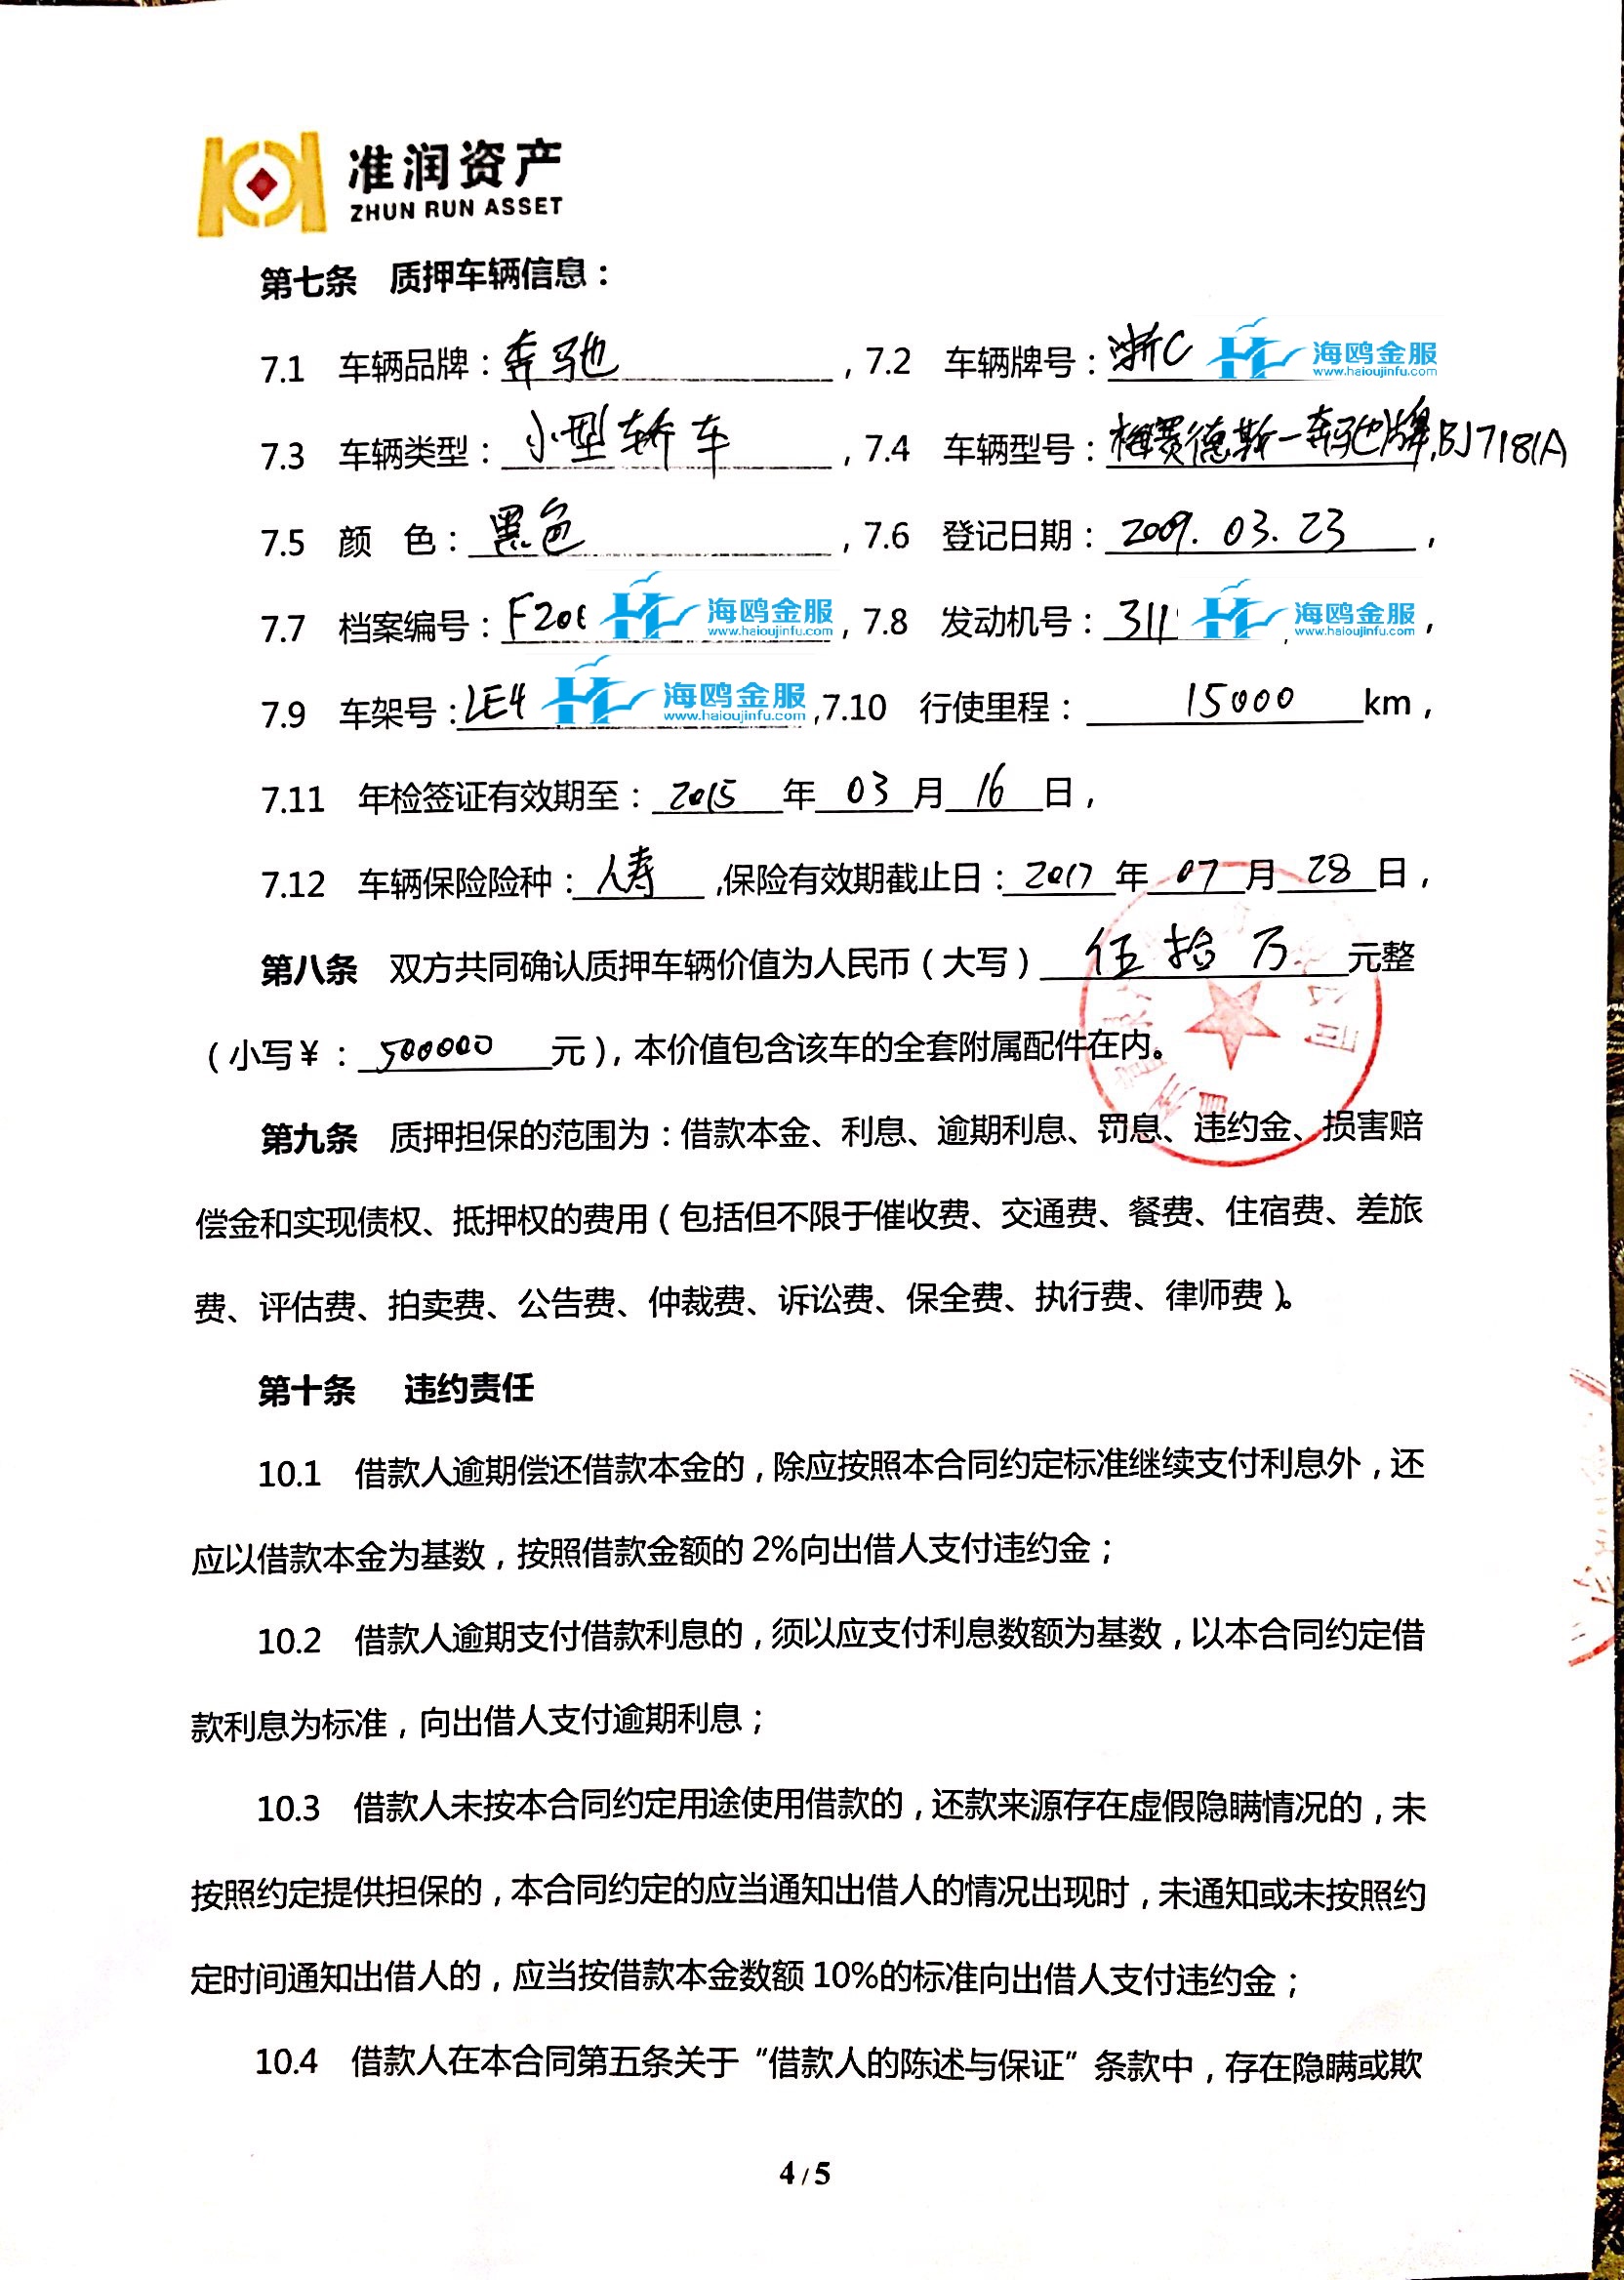 准润资产
ZHUN RUN ASSET
第七条 质押车辆信息：
7.1 车辆品牌：奔驰，7.2 车辆牌号：浙C 海鸥金服 www.haioujinfu.com
7.3 车辆类型：小型轿车，7.4 车辆型号：梅赛德斯-奔驰牌BJ7181A
7.5 颜 色：黑色，7.6 登记日期：2009.03.23，
7.7 档案编号：F200 海鸥金服 www.haioujinfu.com，7.8 发动机号：311 海鸥金服 www.haioujinfu.com，
7.9 车架号：LE4 海鸥金服 www.haioujinfu.com,7.10 行使里程：15000km，
7.11 年检签证有效期至：2015年03月16日，
7.12 车辆保险险种：人寿,保险有效期截止日：2017年07月28日，
第八条 双方共同确认质押车辆价值为人民币（大写）伍拾万元整
（小写¥：500000元），本价值包含该车的全套附属配件在内。
第九条 质押担保的范围为：借款本金、利息、逾期利息、罚息、违约金、损害赔
偿金和实现债权、抵押权的费用（包括但不限于催收费、交通费、餐费、住宿费、差旅
费、评估费、拍卖费、公告费、仲裁费、诉讼费、保全费、执行费、律师费）。
第十条 违约责任
10.1 借款人逾期偿还借款本金的，除应按照本合同约定标准继续支付利息外，还
应以借款本金为基数，按照借款金额的2%向出借人支付违约金；
10.2 借款人逾期支付借款利息的，须以应支付利息数额为基数，以本合同约定借
款利息为标准，向出借人支付逾期利息；
10.3 借款人未按本合同约定用途使用借款的，还款来源存在虚假隐瞒情况的，未
按照约定提供担保的，本合同约定的应当通知出借人的情况出现时，未通知或未按照约
定时间通知出借人的，应当按借款本金数额10%的标准向出借人支付违约金；
10.4 借款人在本合同第五条关于“借款人的陈述与保证”条款中，存在隐瞒或欺
4/5